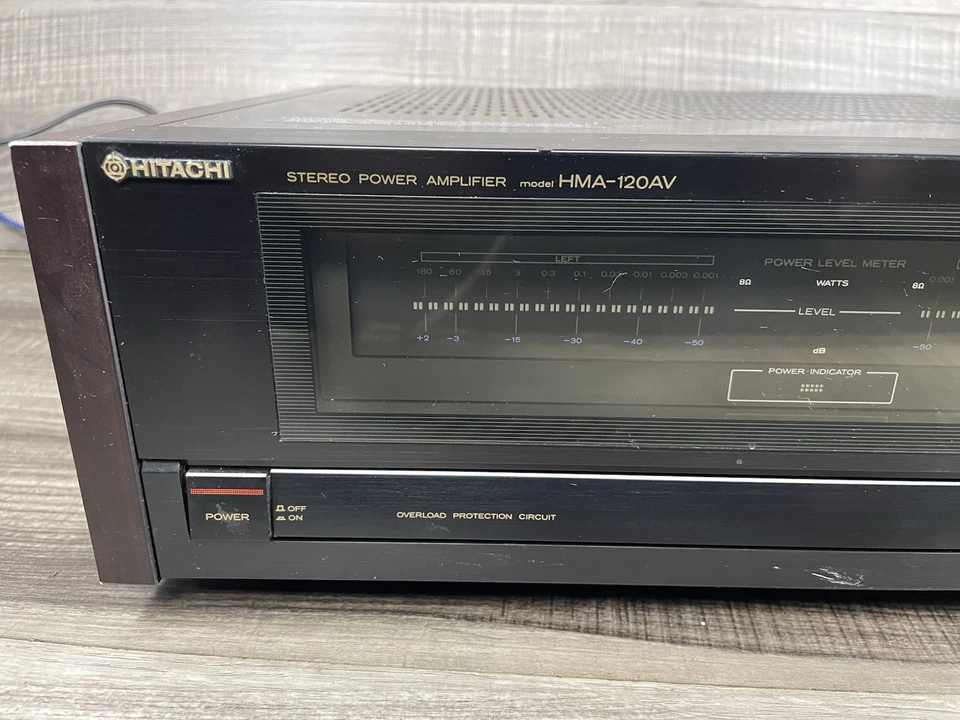 HITACHI
STEREO POWER AMPLIFIER model HMA-120AV
LEFT
180 60 15 3 0.3 0.1 0.01 0.003 0.001
POWER LEVEL METER
8Ω WATTS 8Ω 0.001
LEVEL
+2 -3 -15 -30 -40 -50
-50
dB
POWER INDICATOR
POWER
OFF
ON
OVERLOAD PROTECTION CIRCUIT